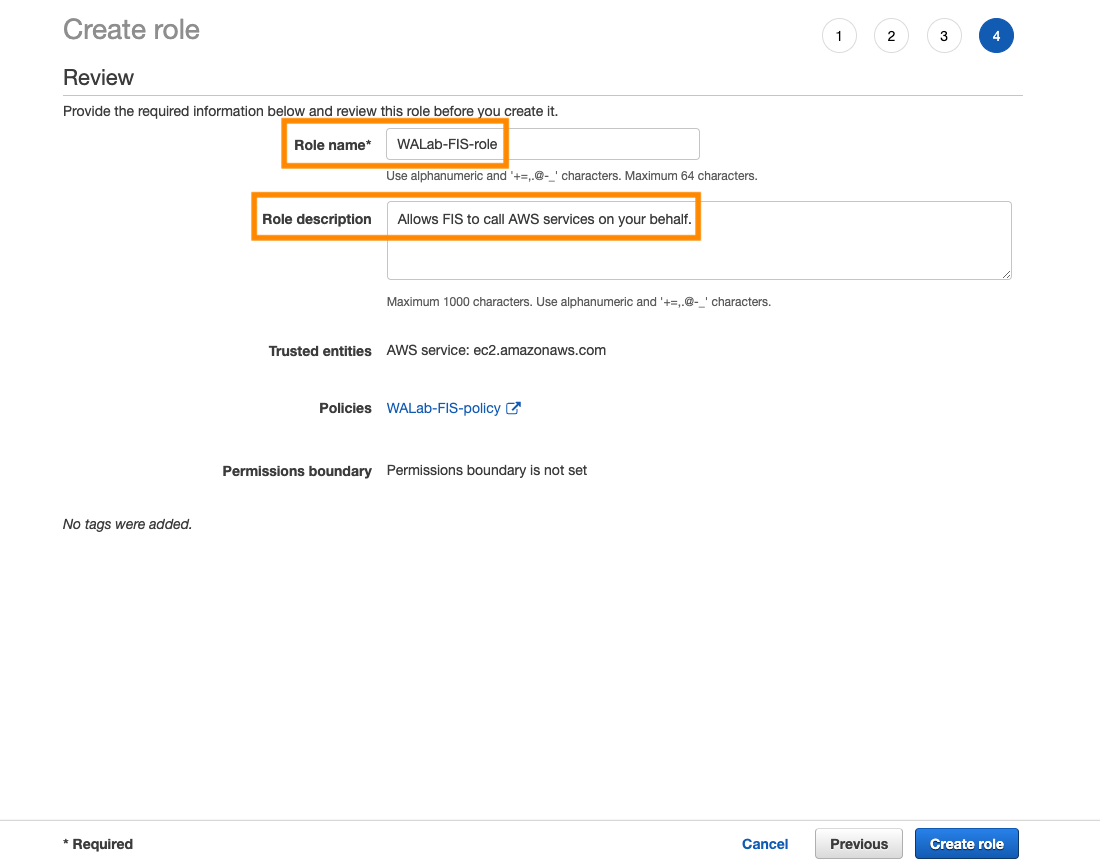 Create role
1 2 3 4
Review
Provide the required information below and review this role before you create it.
Role name* WALab-FIS-role
Use alphanumeric and '+=,.@-_' characters. Maximum 64 characters.
Role description Allows FIS to call AWS services on your behalf.
Maximum 1000 characters. Use alphanumeric and '+=,.@-_' characters.
Trusted entities AWS service: ec2.amazonaws.com
Policies WALab-FIS-policy
Permissions boundary Permissions boundary is not set
No tags were added.
* Required Cancel Previous Create role